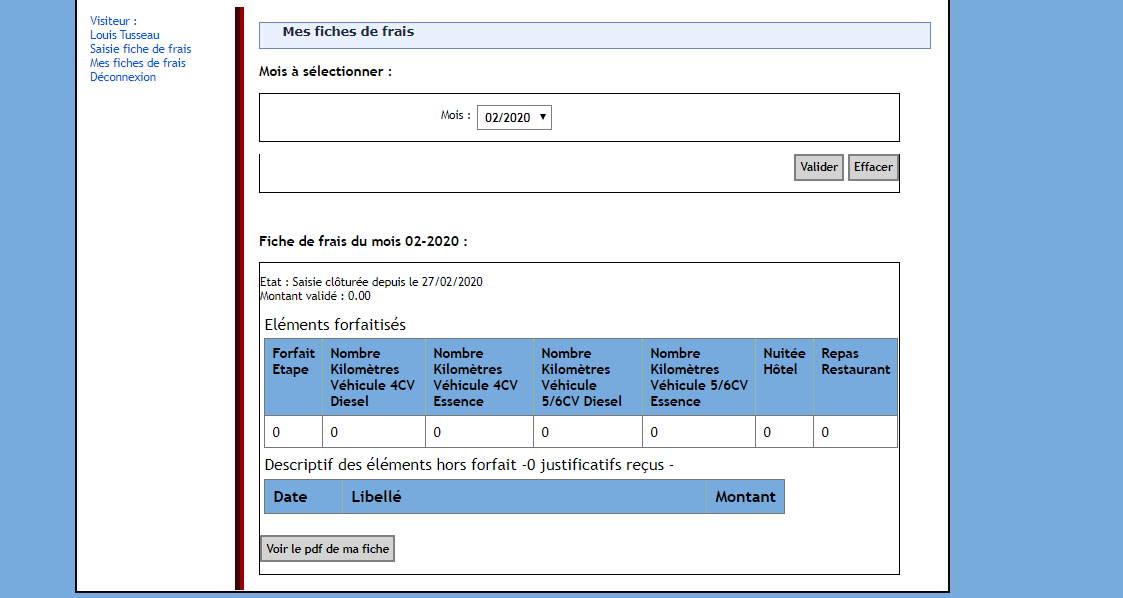 Visiteur :
Louis Tusseau
Saisie fiche de frais
Mes fiches de frais
Déconnexion
Mes fiches de frais
Mois à sélectionner :
Mois : 02/2020
Valider Effacer
Fiche de frais du mois 02-2020 :
Etat : Saisie clôturée depuis le 27/02/2020
Montant validé : 0.00
Eléments forfaitisés
Forfait Etape Nombre Kilomètres Véhicule 4CV Diesel Nombre Kilomètres Véhicule 4CV Essence Nombre Kilomètres Véhicule 5/6CV Diesel Nombre Kilomètres Véhicule 5/6CV Essence Nuitée Hôtel Repas Restaurant
0 0 0 0 0 0 0
Descriptif des éléments hors forfait -0 justificatifs reçus -
Date Libellé Montant
Voir le pdf de ma fiche